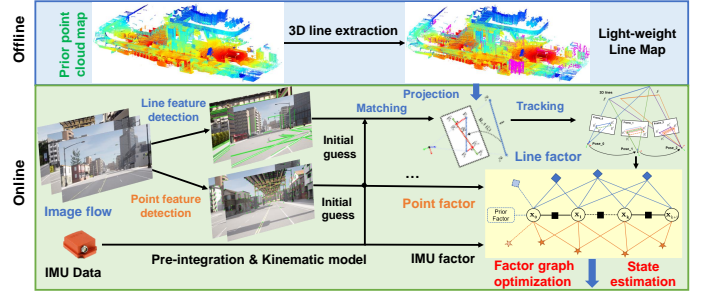 Offline
Prior point
cloud map
3D line extraction
Light-weight
Line Map
Online
Line feature
detection
Matching
Projection
Tracking
3D lines
Initial
guess
Line factor
Image flow
Point feature
detection
Initial
guess
...
Point factor
Prior
Factor
X₀
X₁
IMU Data
Pre-integration & Kinematic model
IMU factor
Factor graph
optimization
State
estimation